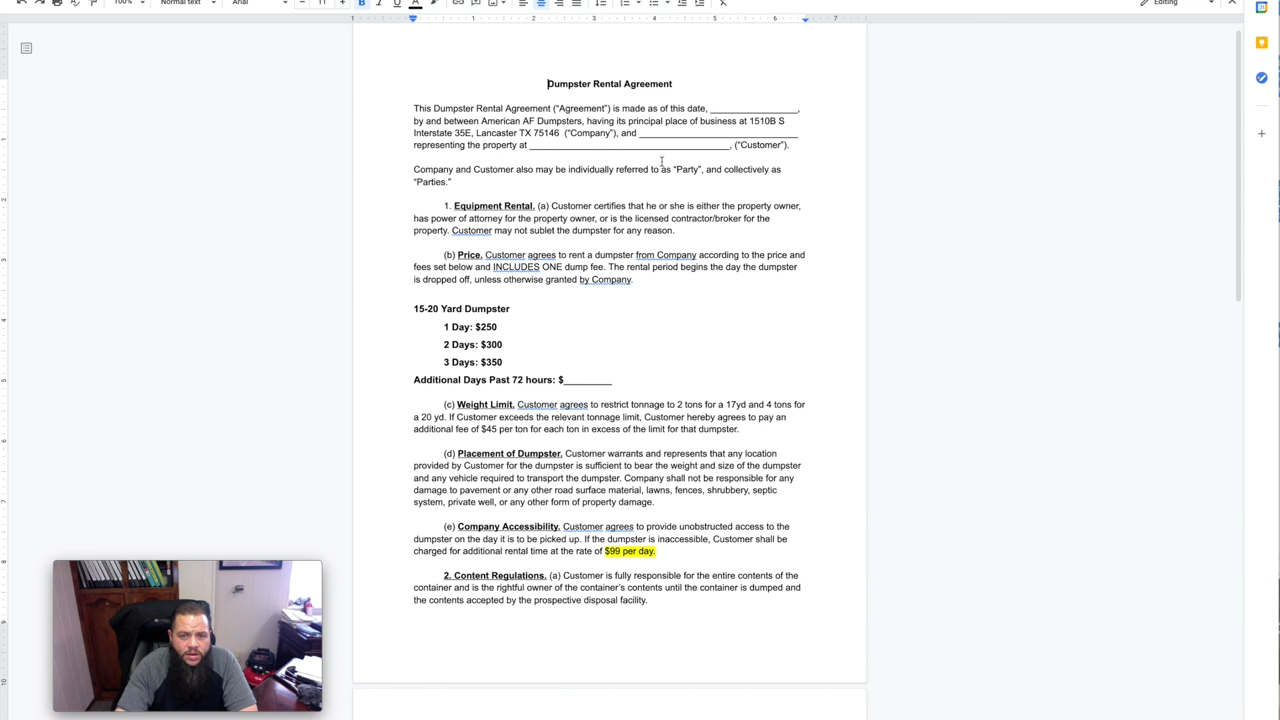 100%
Normal text
Arial
11
B
I
U
A
Editing
1
1
2
3
4
5
6
7
Dumpster Rental Agreement
This Dumpster Rental Agreement (“Agreement”) is made as of this date, _________________,
by and between American AF Dumpsters, having its principal place of business at 1510B S
Interstate 35E, Lancaster TX 75146 (“Company”), and ______________________________
representing the property at ______________________________________, (“Customer”).
Company and Customer also may be individually referred to as “Party”, and collectively as
“Parties.”
1. Equipment Rental. (a) Customer certifies that he or she is either the property owner,
has power of attorney for the property owner, or is the licensed contractor/broker for the
property. Customer may not sublet the dumpster for any reason.
(b) Price. Customer agrees to rent a dumpster from Company according to the price and
fees set below and INCLUDES ONE dump fee. The rental period begins the day the dumpster
is dropped off, unless otherwise granted by Company.
15-20 Yard Dumpster
1 Day: $250
2 Days: $300
3 Days: $350
Additional Days Past 72 hours: $_________
(c) Weight Limit. Customer agrees to restrict tonnage to 2 tons for a 17yd and 4 tons for
a 20 yd. If Customer exceeds the relevant tonnage limit, Customer hereby agrees to pay an
additional fee of $45 per ton for each ton in excess of the limit for that dumpster.
(d) Placement of Dumpster. Customer warrants and represents that any location
provided by Customer for the dumpster is sufficient to bear the weight and size of the dumpster
and any vehicle required to transport the dumpster. Company shall not be responsible for any
damage to pavement or any other road surface material, lawns, fences, shrubbery, septic
system, private well, or any other form of property damage.
(e) Company Accessibility. Customer agrees to provide unobstructed access to the
dumpster on the day it is to be picked up. If the dumpster is inaccessible, Customer shall be
charged for additional rental time at the rate of $99 per day.
2. Content Regulations. (a) Customer is fully responsible for the entire contents of the
container and is the rightful owner of the container’s contents until the container is dumped and
the contents accepted by the prospective disposal facility.